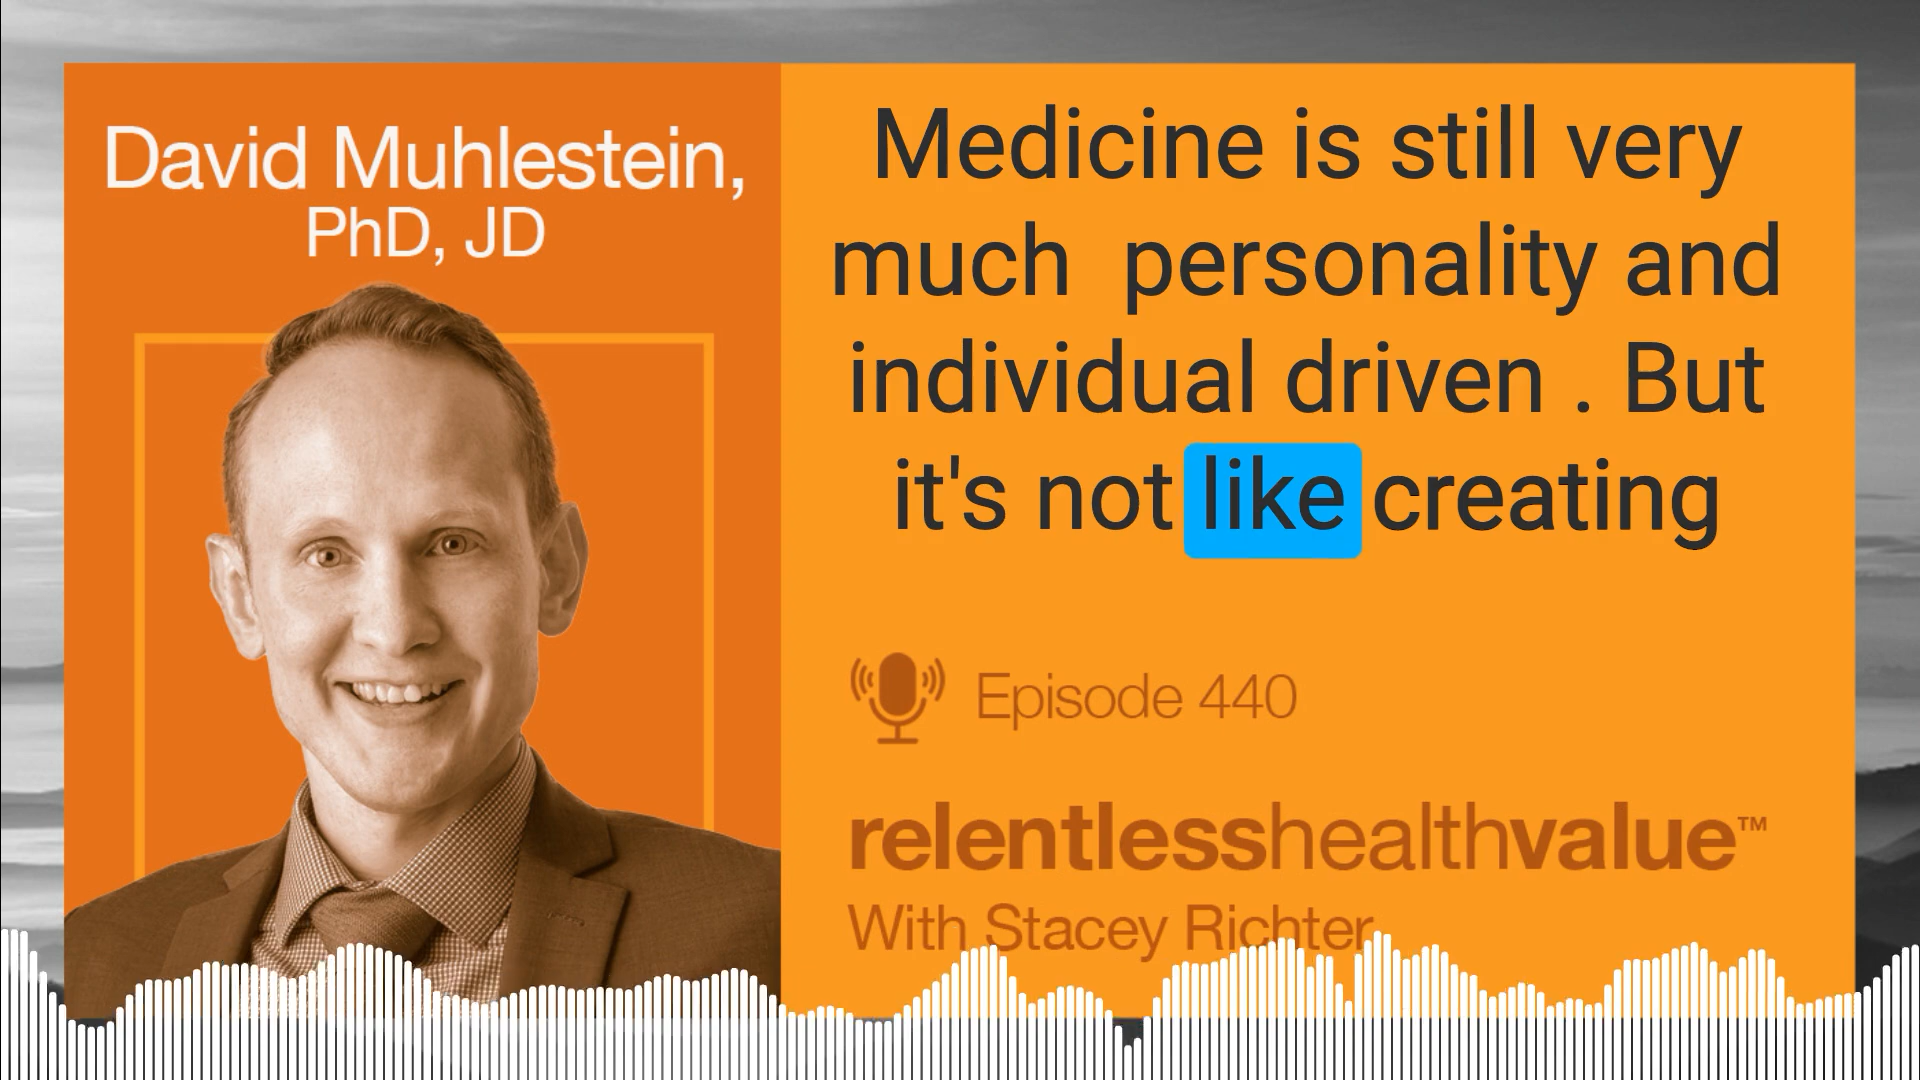 David Muhlestein,
PhD, JD
Medicine is still very
much personality and
individual driven . But
it's not like creating
Episode 440
relentlesshealthvalue™
With Stacey Richter